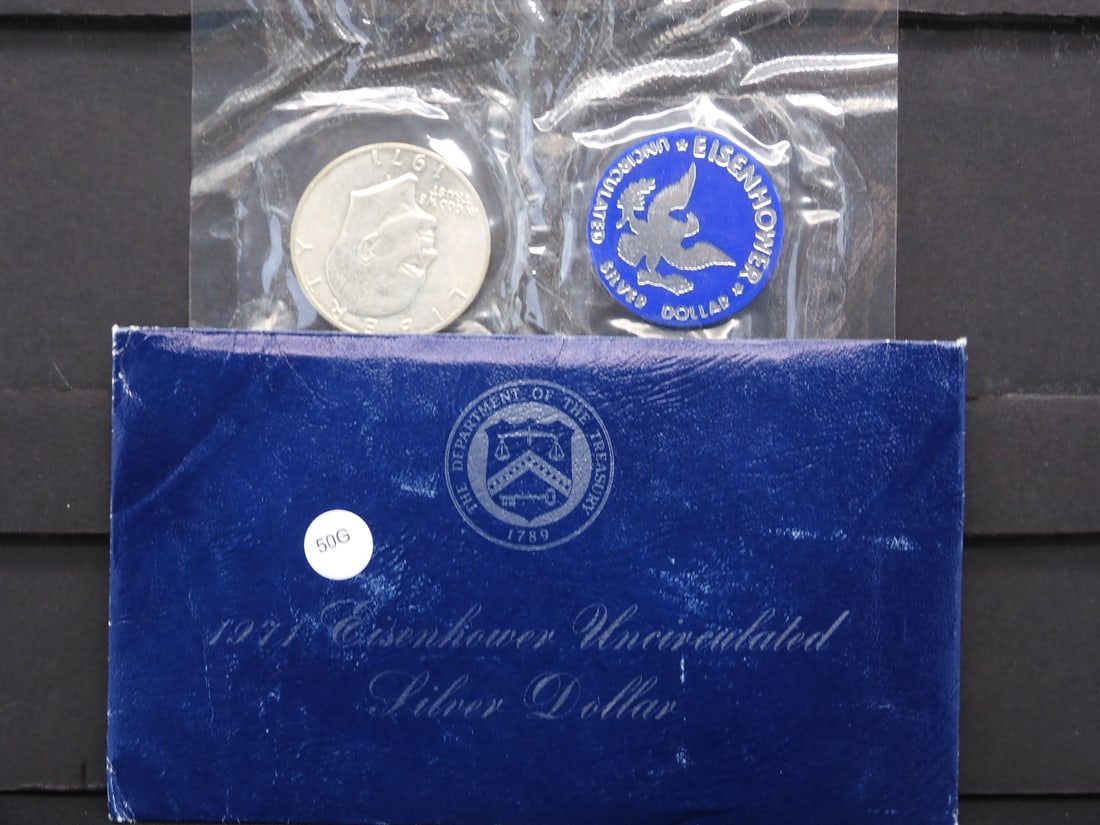 LIBERTY
IN GOD WE
TRUST
1971
EISENHOWER
UNCIRCULATED SILVER DOLLAR
THE DEPARTMENT OF THE TREASURY
1789
50G
1971 Eisenhower Uncirculated
Silver Dollar